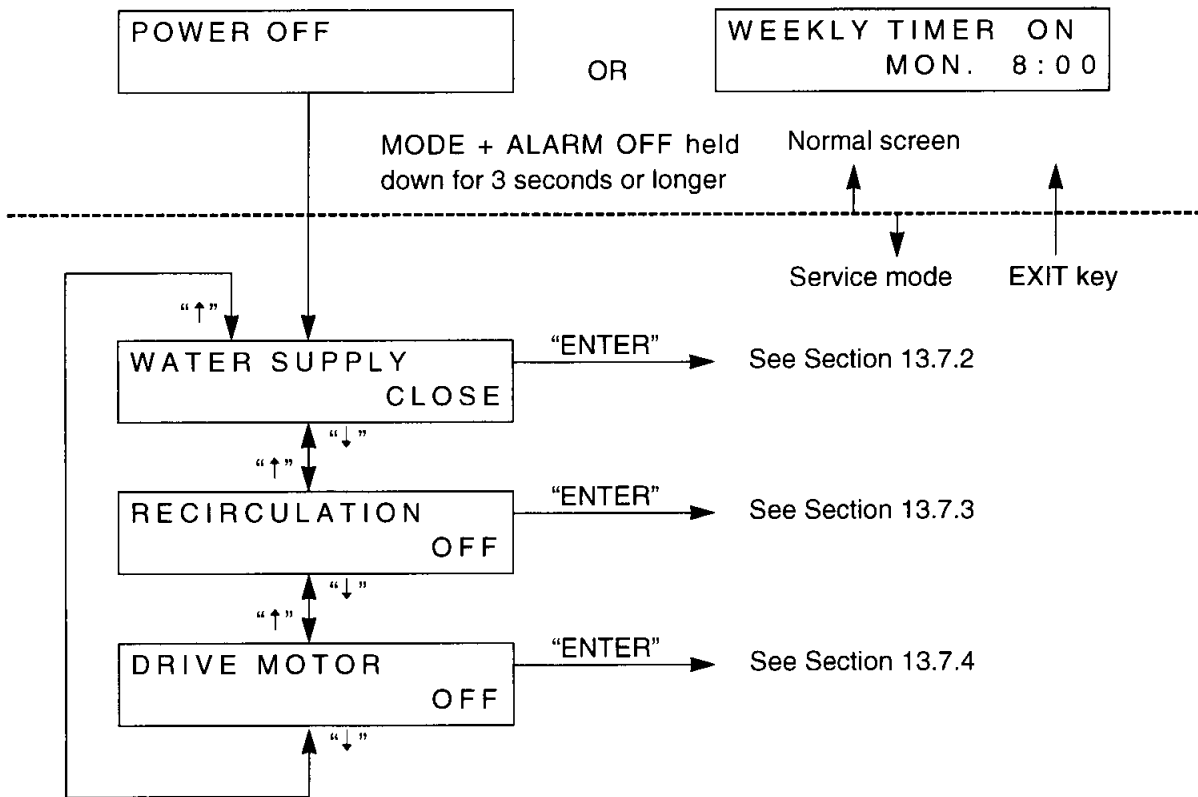 POWER OFF
OR
WEEKLY TIMER ON
MON. 8:00
MODE + ALARM OFF held
down for 3 seconds or longer
Normal screen
Service mode
EXIT key
“↑”
WATER SUPPLY
CLOSE
“ENTER”
See Section 13.7.2
“↓”
“↑”
RECIRCULATION
OFF
“ENTER”
See Section 13.7.3
“↓”
“↑”
DRIVE MOTOR
OFF
“ENTER”
See Section 13.7.4
“↓”